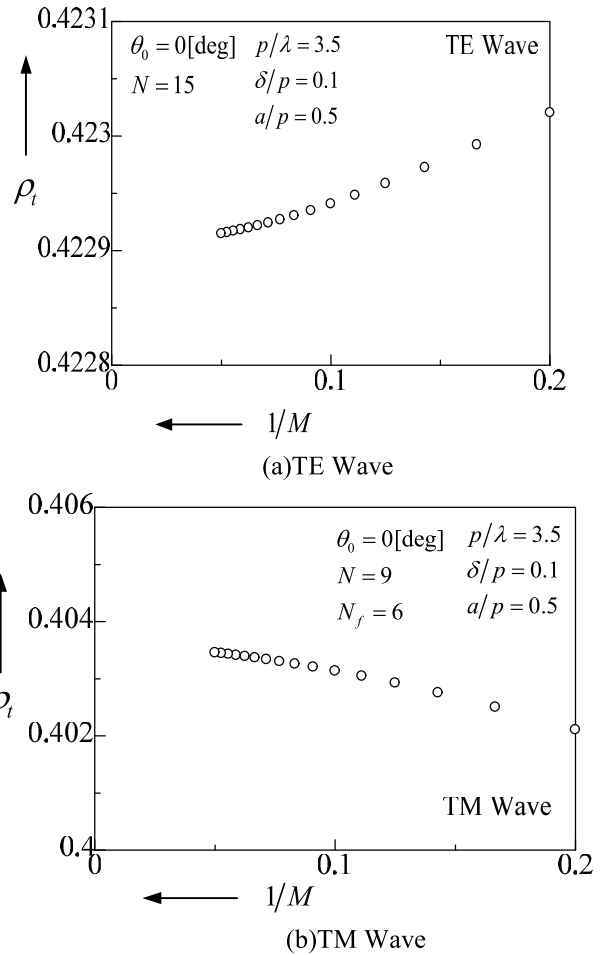 0.4231
θ₀ = 0[deg] p/λ = 3.5 TE Wave
N = 15 δ/p = 0.1
a/p = 0.5
0.423
ρₜ
0.4229
0.4228
0 0.1 0.2
1/M
(a)TE Wave
0.406
θ₀ = 0[deg] p/λ = 3.5
N = 9 δ/p = 0.1
N_f = 6 a/p = 0.5
0.404
ρₜ
0.402
TM Wave
0.4
0 0.1 0.2
1/M
(b)TM Wave